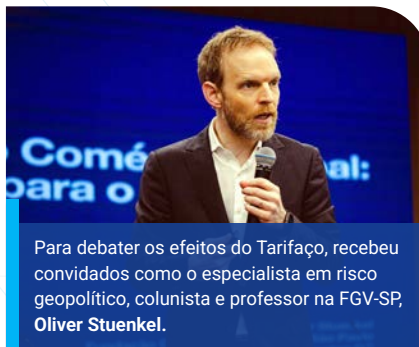 Comé
al:
para o
Para debater os efeitos do Tarifaço, recebeu
convidados como o especialista em risco
geopolítico, colunista e professor na FGV-SP,
Oliver Stuenkel.